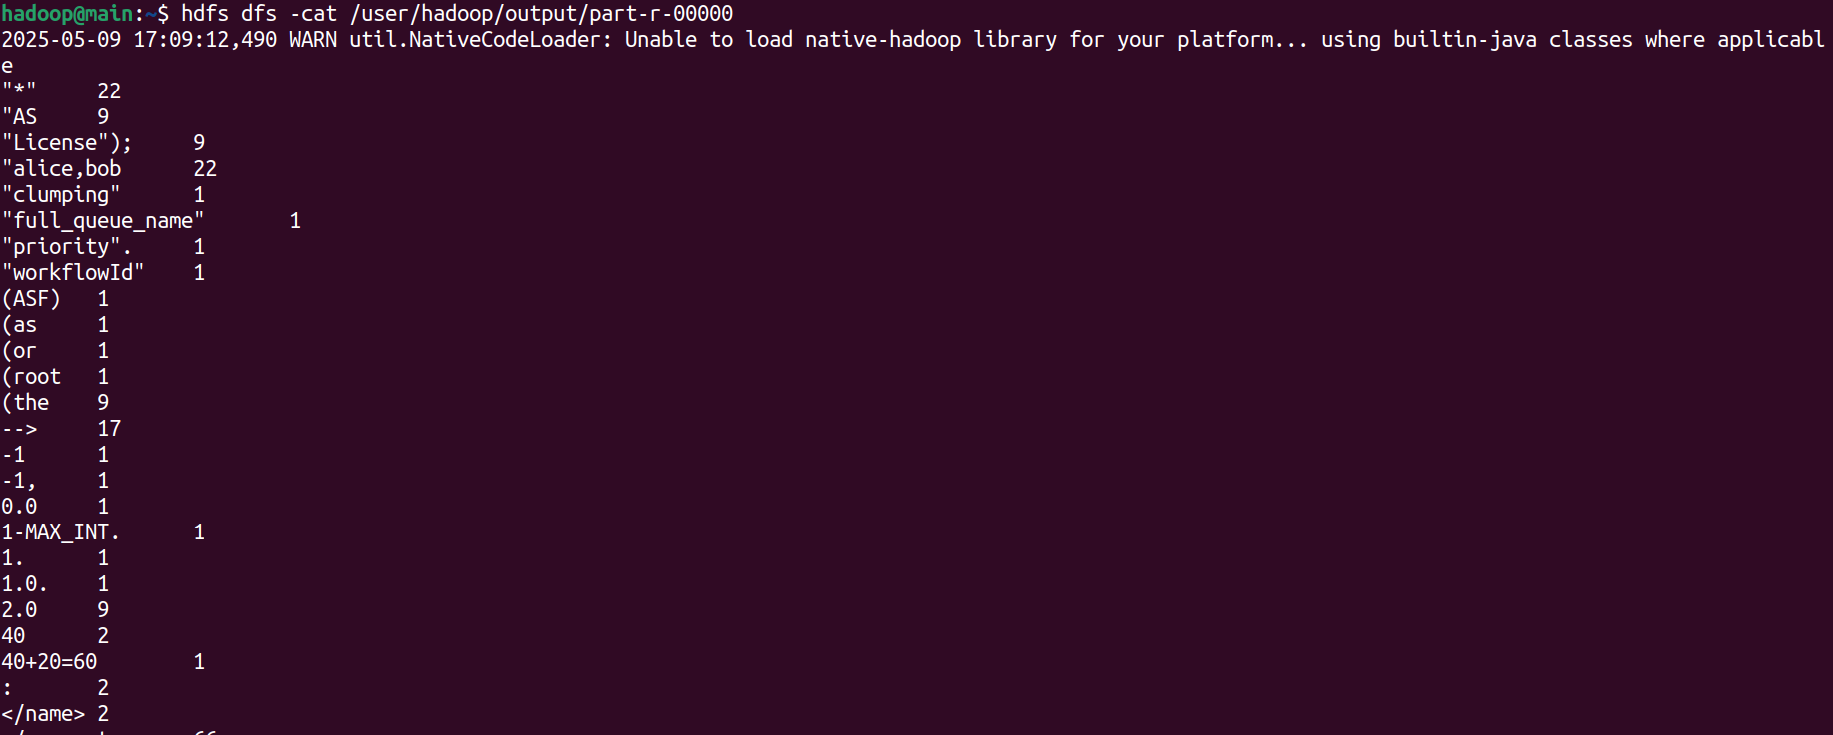 hadoop@main:~$ hdfs dfs -cat /user/hadoop/output/part-r-00000
2025-05-09 17:09:12,490 WARN util.NativeCodeLoader: Unable to load native-hadoop library for your platform... using builtin-java classes where applicabl
e
"*"	22
"AS	9
"License");	9
"alice,bob	22
"clumping"	1
"full_queue_name"	1
"priority".	1
"workflowId"	1
(ASF)	1
(as	1
(or	1
(root	1
(the	9
-->	17
-1	1
-1,	1
0.0	1
1-MAX_INT.	1
1.	1
1.0.	1
2.0	9
40	2
40+20=60	1
:	2
</name>	2